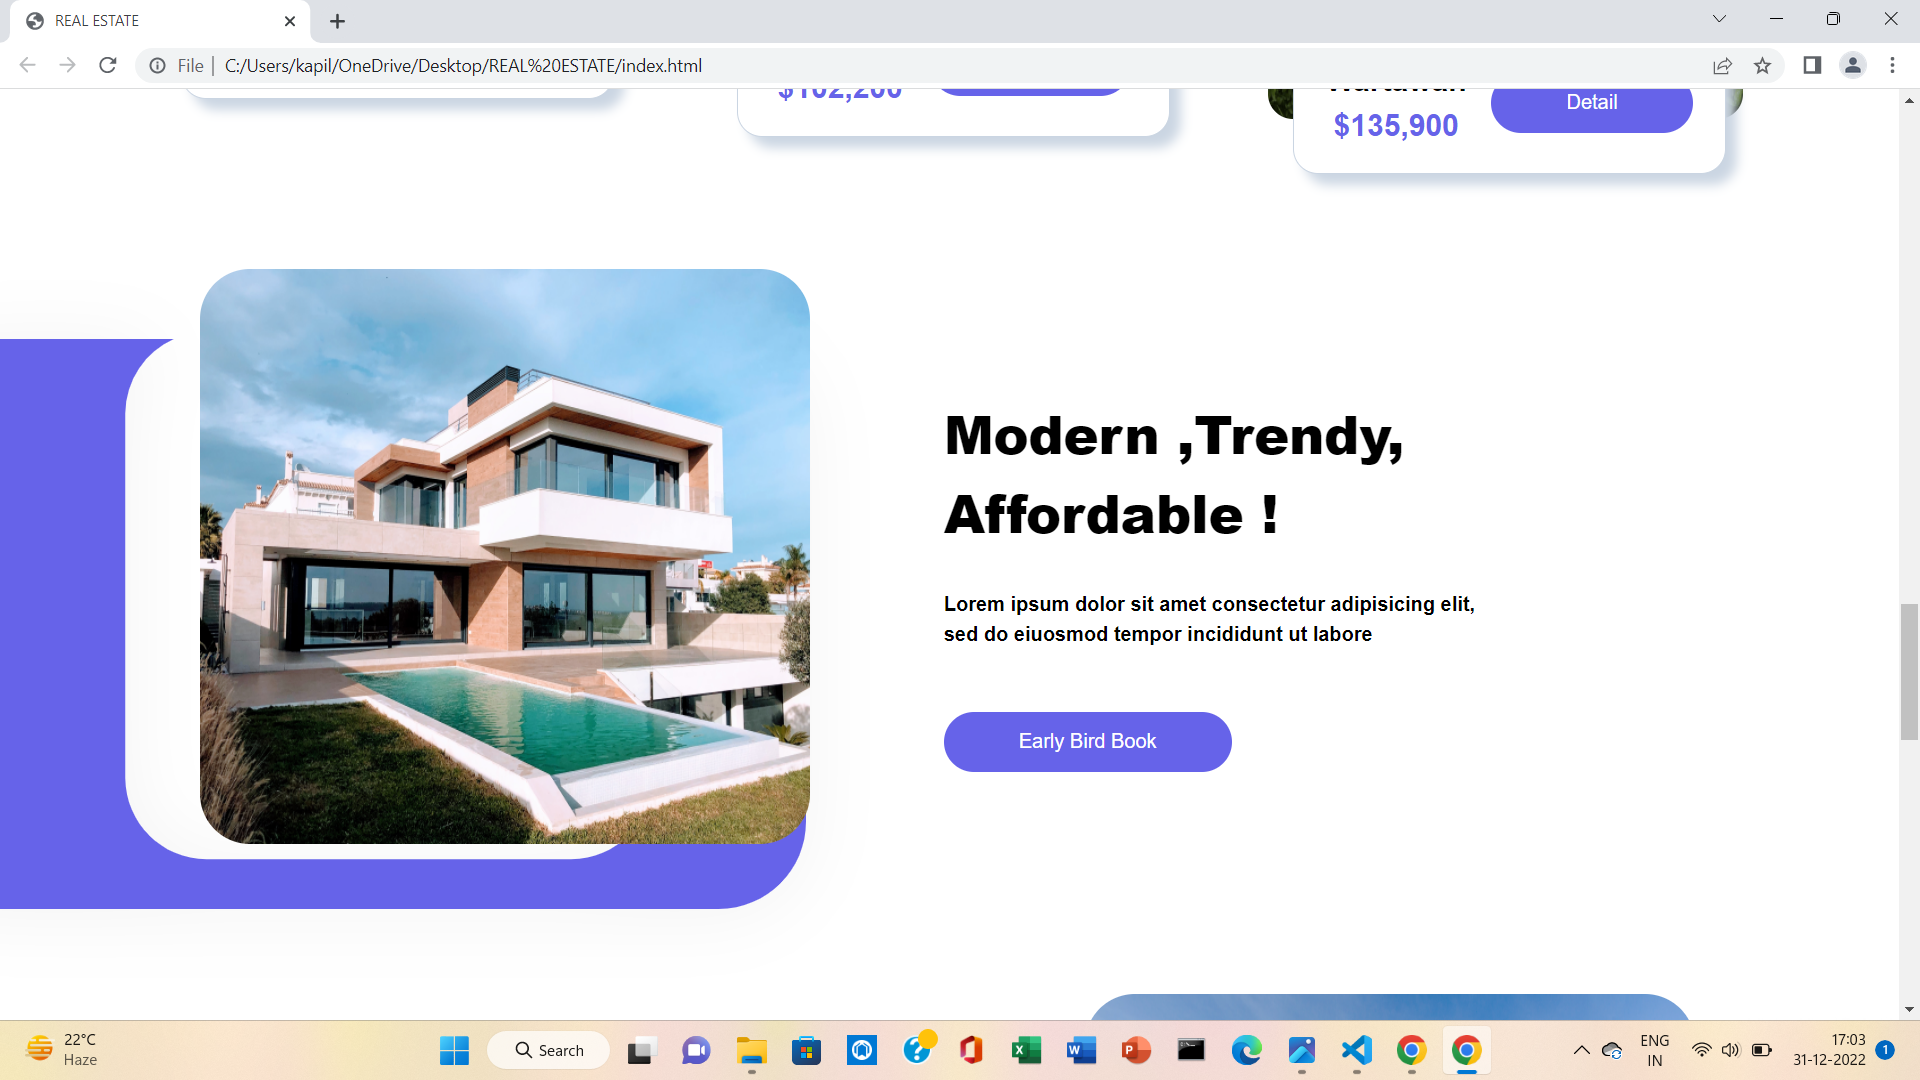 REAL ESTATE
File
C:/Users/kapil/OneDrive/Desktop/REAL%20ESTATE/index.html
$102,200
Detail
$135,900
Modern ,Trendy,
Affordable !
Lorem ipsum dolor sit amet consectetur adipisicing elit,
sed do eiuosmod tempor incididunt ut labore
Early Bird Book
22°C
Haze
Search
ENG
IN
17:03
31-12-2022
1